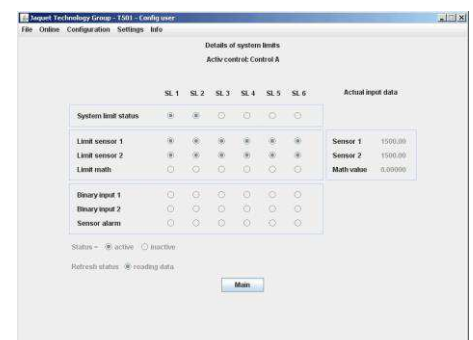 Jaquet Technology Group - T501 - Config user
File Online Configuration Settings Info
Details of system limits
Activ control: Control A
SL 1 SL 2 SL 3 SL 4 SL 5 SL 6 Actual input data
System limit status
Limit sensor 1 Sensor 1 1500.00
Limit sensor 2 Sensor 2 1500.00
Limit math Math value 0.00000
Binary input 1
Binary input 2
Sensor alarm
Status = active inactive
Refresh status reading data
Main